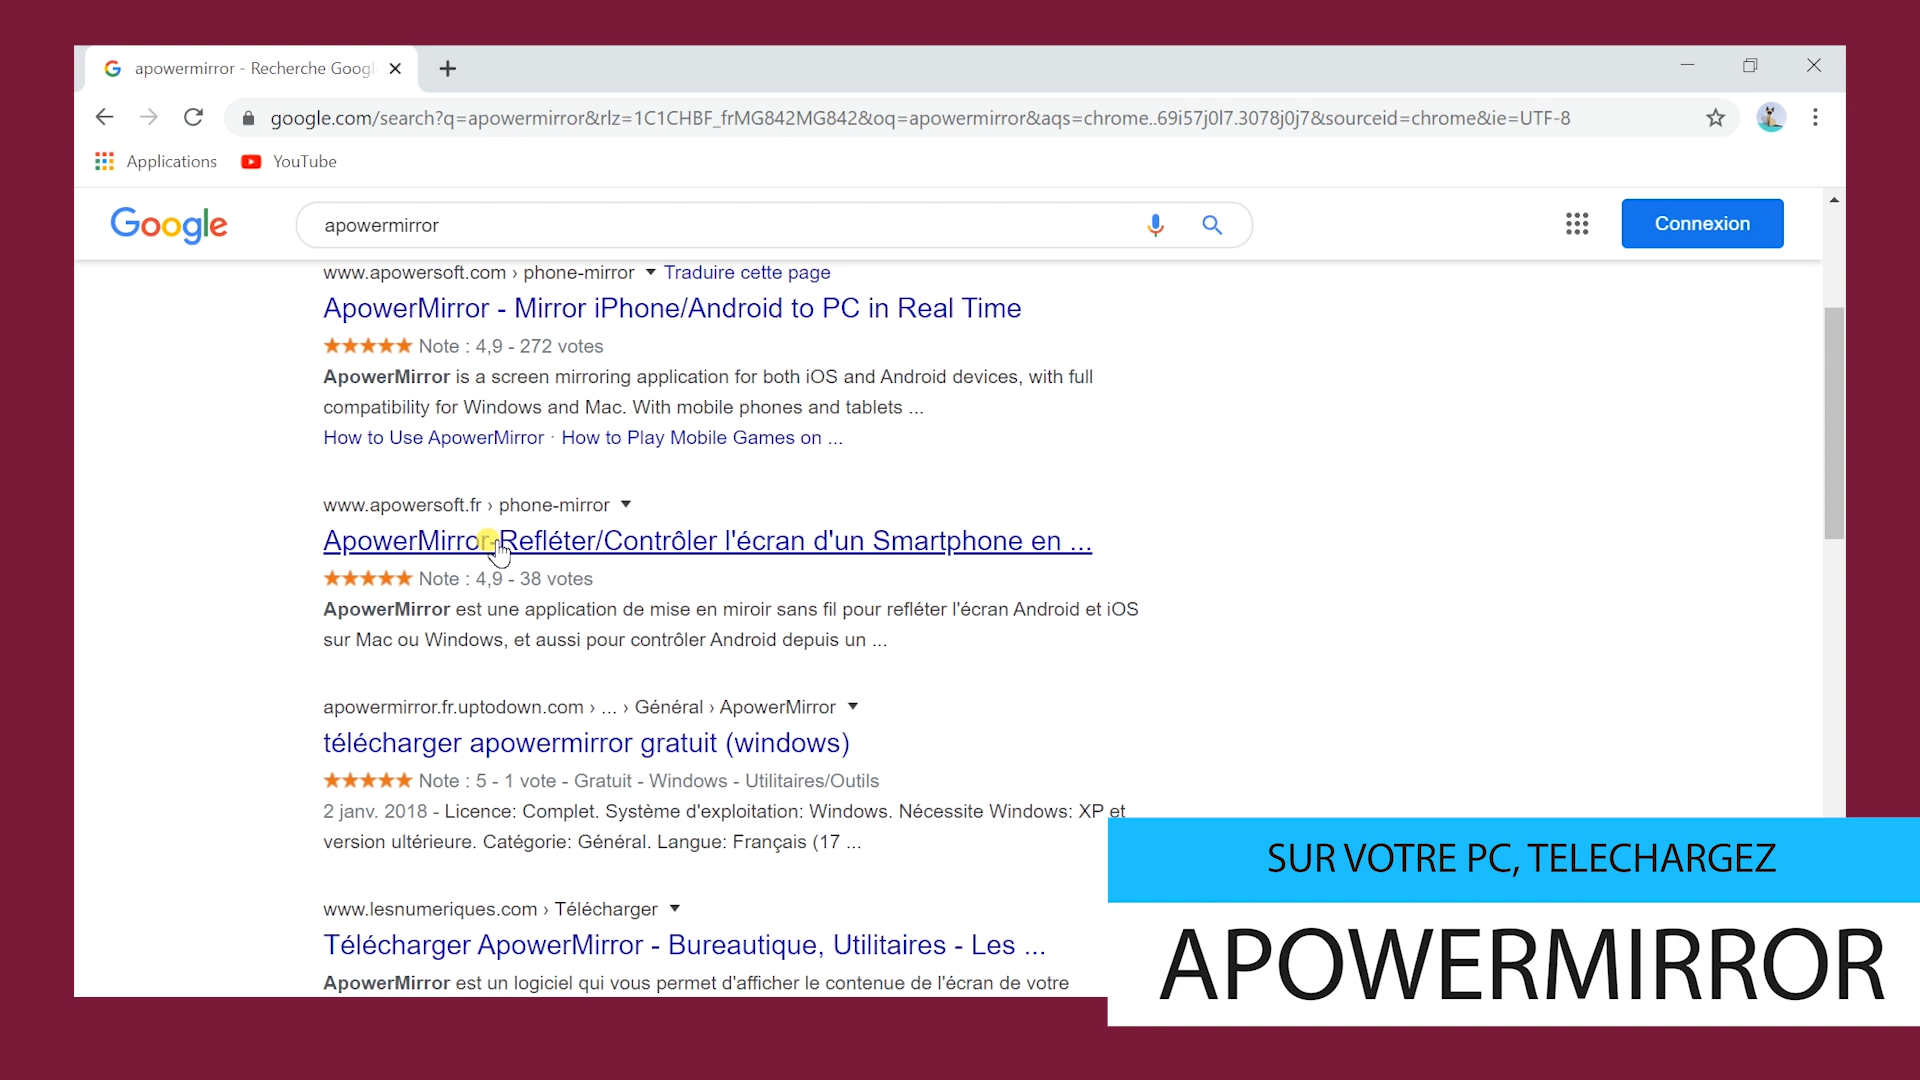 apowermirror - Recherche Googl
google.com/search?q=apowermirror&rlz=1C1CHBF_frMG842MG842&oq=apowermirror&aqs=chrome..69i57j0l7.3078j0j7&sourceid=chrome&ie=UTF-8
Applications YouTube
Google apowermirror Connexion
www.apowersoft.com › phone-mirror ▼ Traduire cette page
ApowerMirror - Mirror iPhone/Android to PC in Real Time
★★★★★ Note : 4,9 - 272 votes
ApowerMirror is a screen mirroring application for both iOS and Android devices, with full
compatibility for Windows and Mac. With mobile phones and tablets ...
How to Use ApowerMirror · How to Play Mobile Games on ...
www.apowersoft.fr › phone-mirror ▼
ApowerMirror-Refléter/Contrôler l'écran d'un Smartphone en ...
★★★★★ Note : 4,9 - 38 votes
ApowerMirror est une application de mise en miroir sans fil pour refléter l'écran Android et iOS
sur Mac ou Windows, et aussi pour contrôler Android depuis un ...
apowermirror.fr.uptodown.com › ... › Général › ApowerMirror ▼
télécharger apowermirror gratuit (windows)
★★★★★ Note : 5 - 1 vote - Gratuit - Windows - Utilitaires/Outils
2 janv. 2018 - Licence: Complet. Système d'exploitation: Windows. Nécessite Windows: XP et
version ultérieure. Catégorie: Général. Langue: Français (17 ...
www.lesnumeriques.com › Télécharger ▼
Télécharger ApowerMirror - Bureautique, Utilitaires - Les ...
ApowerMirror est un logiciel qui vous permet d'afficher le contenue de l'écran de votre
SUR VOTRE PC, TELECHARGEZ
APOWERMIRROR